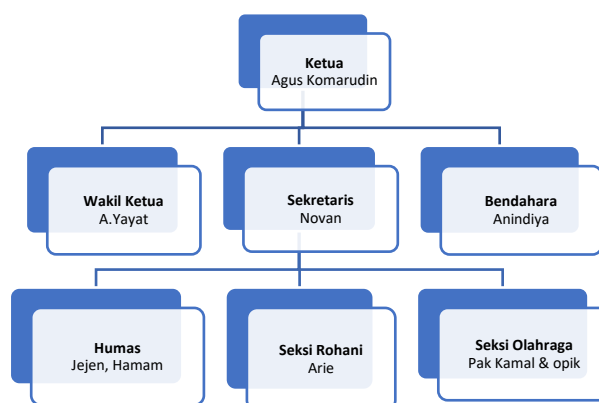 Ketua
Agus Komarudin
Wakil Ketua
A.Yayat
Sekretaris
Novan
Bendahara
Anindiya
Humas
Jejen, Hamam
Seksi Rohani
Arie
Seksi Olahraga
Pak Kamal & opik